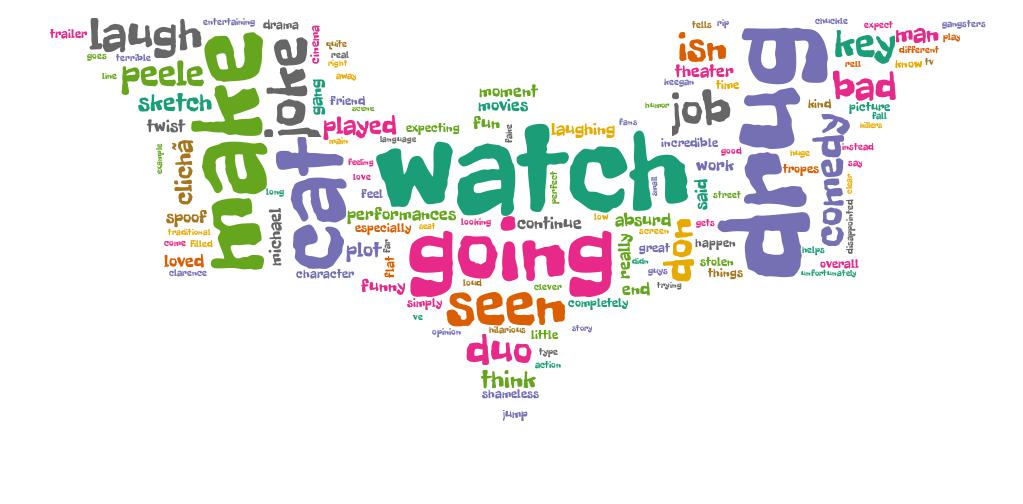 trailer
laugh
entertaining
drama
goes
terrible
make
joke
cinema
quite
real
right
away
line
peele
sketch
gang
friend
scene
twist
played
main
language
expecting
moment
movies
fun
fake
laughing
fans
example
clichã
cat
feeling
love
long
feel
watch
perfect
small
spoof
traditional
come
filled
loved
clarence
michael
performances
especially
seat
looking
continue
low
absurd
screen
plot
far
flat
character
going
really
didn
great
guys
don
gets
happen
stolen
things
trying
funny
loud
clever
end
simply
seen
completely
ve
opinion
hilarious
little
story
duo
type
action
think
shameless
jump
tells
rip
isn
theater
keegan
time
humor
job
incredible
good
work
said
street
drug
chuckle
expect
gangsters
key
man
play
different
rell
know
tv
bad
kind
picture
fall
killers
comedy
instead
huge
say
tropes
clear
disappointed
helps
overall
unfortunately